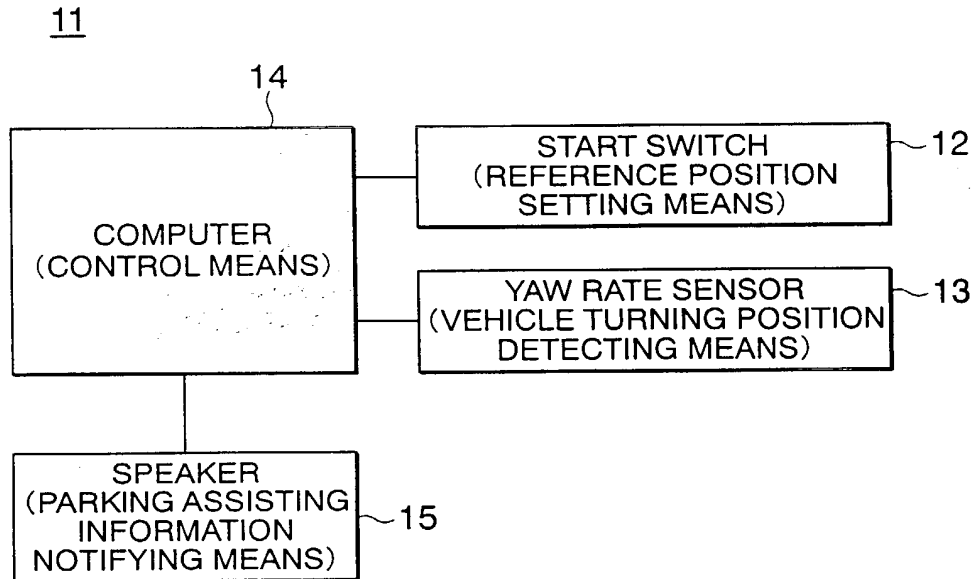 11
14
COMPUTER
(CONTROL MEANS)
START SWITCH
(REFERENCE POSITION
SETTING MEANS)
12
YAW RATE SENSOR
(VEHICLE TURNING POSITION
DETECTING MEANS)
13
SPEAKER
(PARKING ASSISTING
INFORMATION
NOTIFYING MEANS)
15